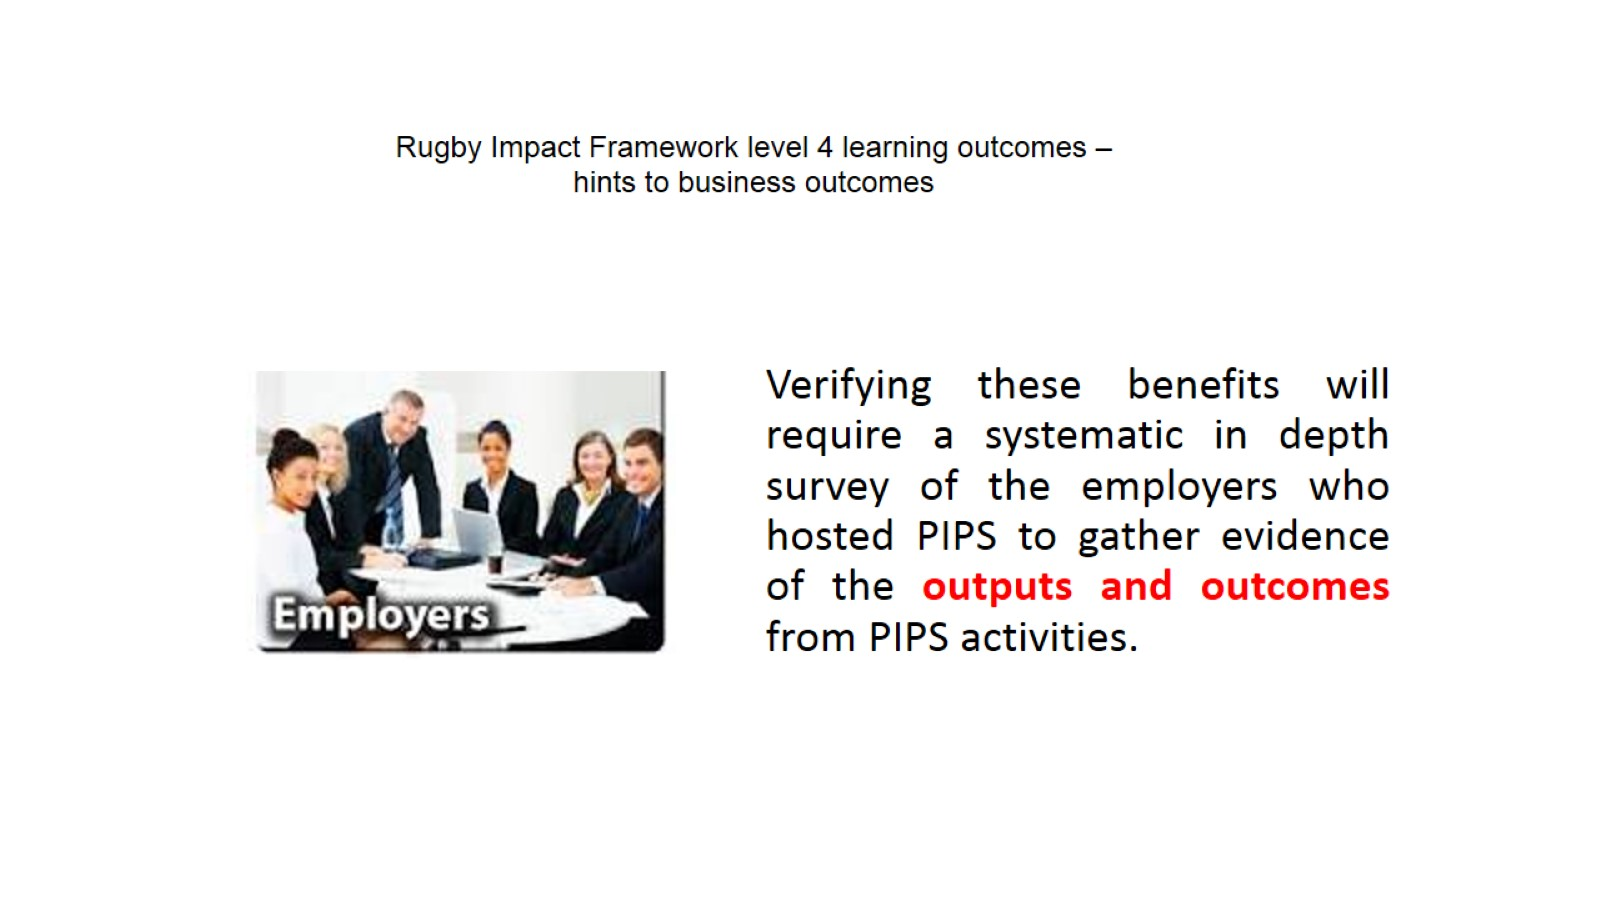 Rugby Impact Framework level 4 learning outcomes –
hints to business outcomes
Employers
Verifying these benefits will
require a systematic in depth
survey of the employers who
hosted PIPS to gather evidence
of the outputs and outcomes
from PIPS activities.